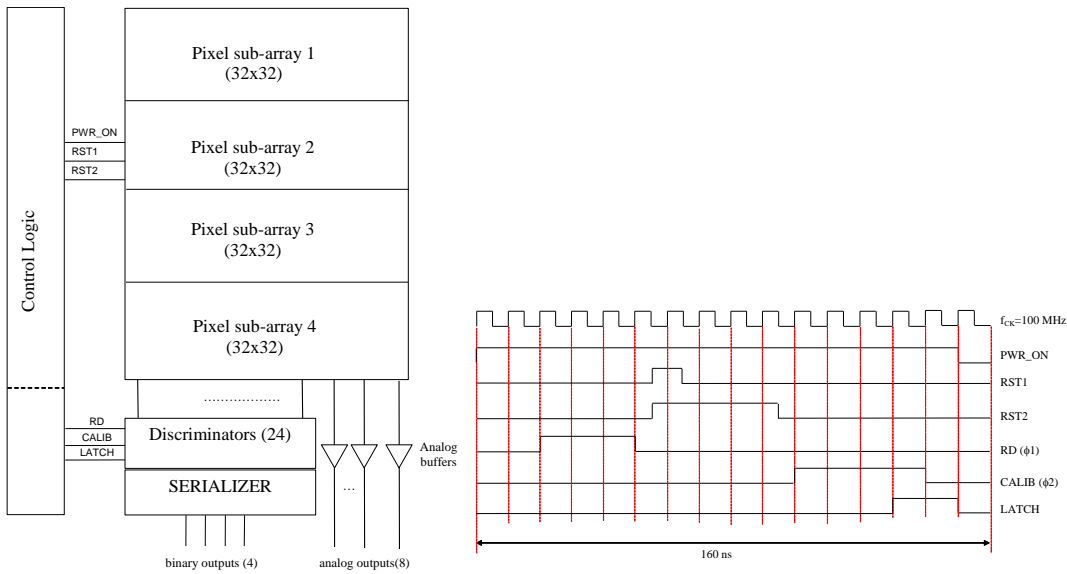 Control Logic
Pixel sub-array 1
(32x32)
Pixel sub-array 2
(32x32)
Pixel sub-array 3
(32x32)
Pixel sub-array 4
(32x32)
PWR_ON
RST1
RST2
..................
RD
CALIB
LATCH
Discriminators (24)
SERIALIZER
Analog
buffers
...
binary outputs (4)
analog outputs(8)
fCK=100 MHz
PWR_ON
RST1
RST2
RD (ϕ1)
CALIB (ϕ2)
LATCH
160 ns